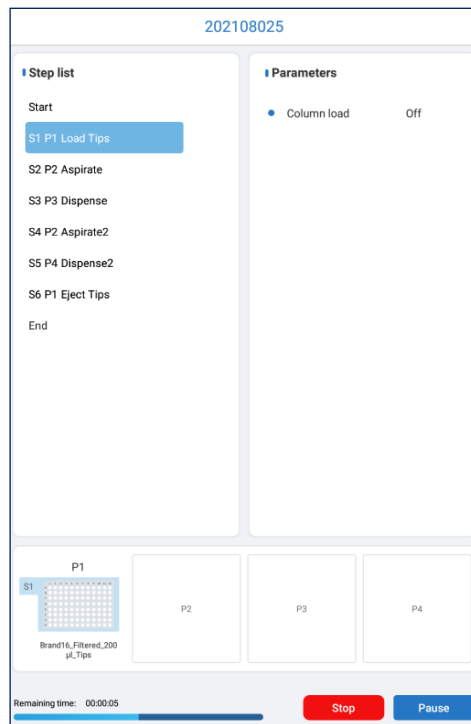 202108025
Step list
Start
S1 P1 Load Tips
S2 P2 Aspirate
S3 P3 Dispense
S4 P2 Aspirate2
S5 P4 Dispense2
S6 P1 Eject Tips
End
Parameters
Column load Off
P1
S1
Brand16_Filtered_200
µl_Tips
P2
P3
P4
Remaining time: 00:00:05
Stop
Pause